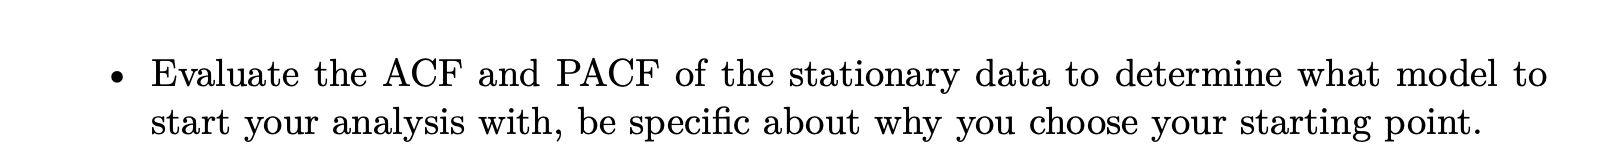 • Evaluate the ACF and PACF of the stationary data to determine what model to
start your analysis with, be specific about why you choose your starting point.